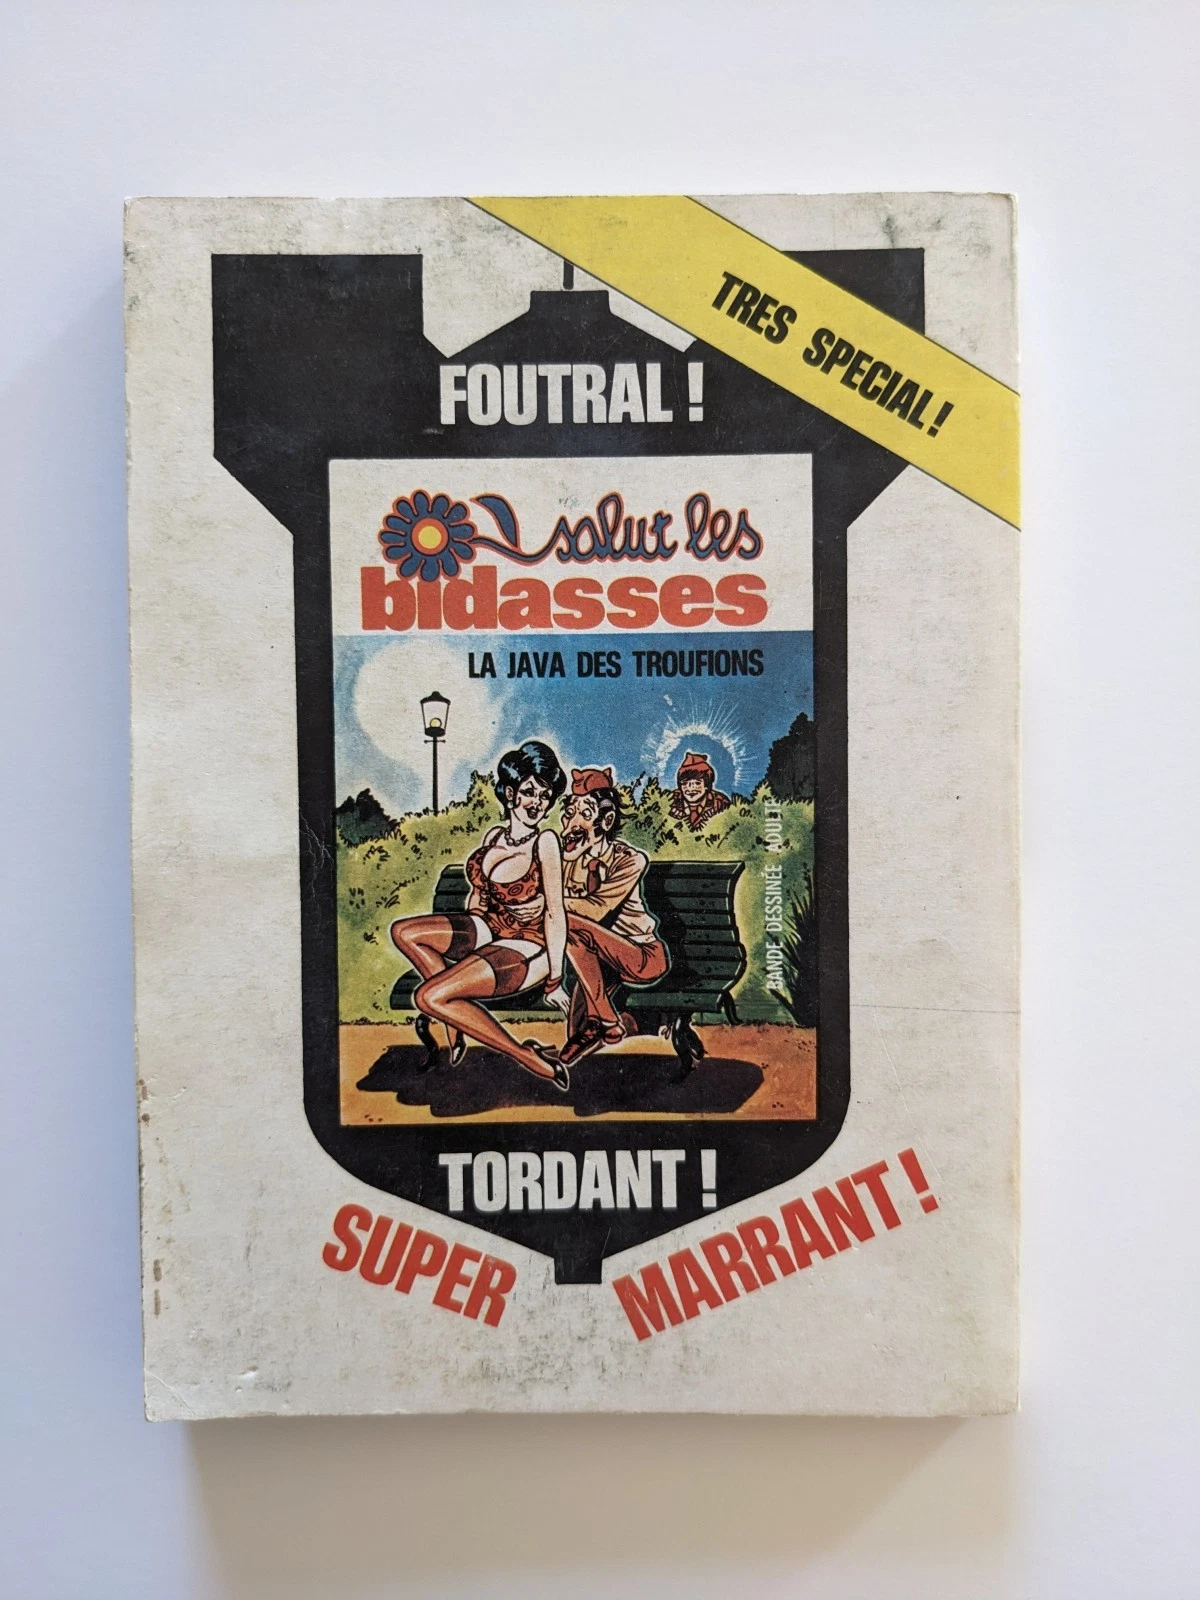 TRES SPECIAL!
FOUTRAL !
salut les
bidasses
LA JAVA DES TROUFIONS
BANDE DESSINÉE ADULTE
TORDANT !
SUPER MARRANT !